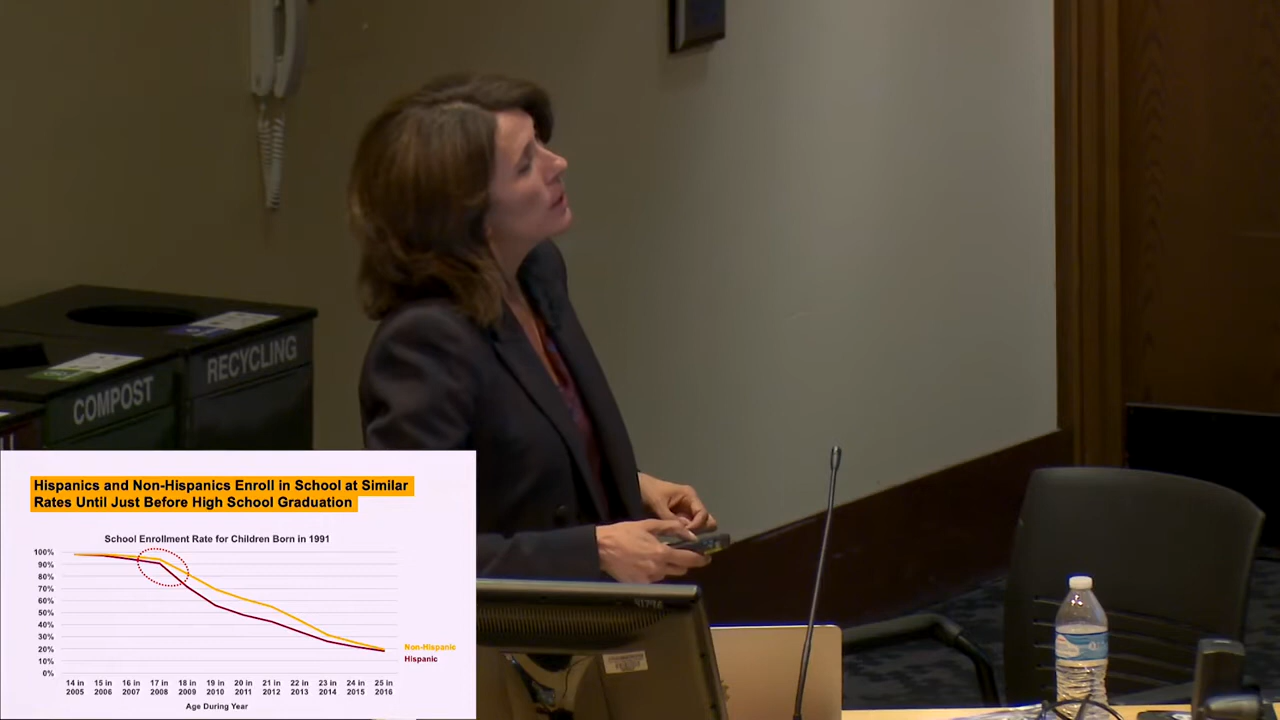 COMPOST
RECYCLING
Hispanics and Non-Hispanics Enroll in School at Similar
Rates Until Just Before High School Graduation
School Enrollment Rate for Children Born in 1991
100%
90%
80%
70%
60%
50%
40%
30%
20%
10%
0%
Non-Hispanic
Hispanic
14 in 15 in 16 in 17 in 18 in 19 in 20 in 21 in 22 in 23 in 24 in 25 in
2005 2006 2007 2008 2009 2010 2011 2012 2013 2014 2015 2016
Age During Year